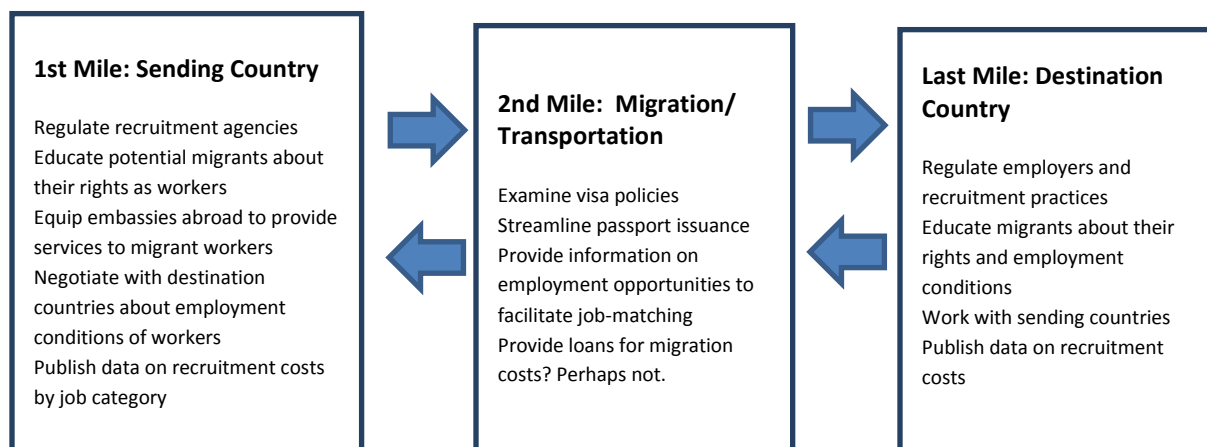 1st Mile: Sending Country
Regulate recruitment agencies
Educate potential migrants about
their rights as workers
Equip embassies abroad to provide
services to migrant workers
Negotiate with destination
countries about employment
conditions of workers
Publish data on recruitment costs
by job category
2nd Mile:  Migration/
Transportation
Examine visa policies
Streamline passport issuance
Provide information on
employment opportunities to
facilitate job-matching
Provide loans for migration
costs? Perhaps not.
Last Mile: Destination
Country
Regulate employers and
recruitment practices
Educate migrants about their
rights and employment
conditions
Work with sending countries
Publish data on recruitment
costs